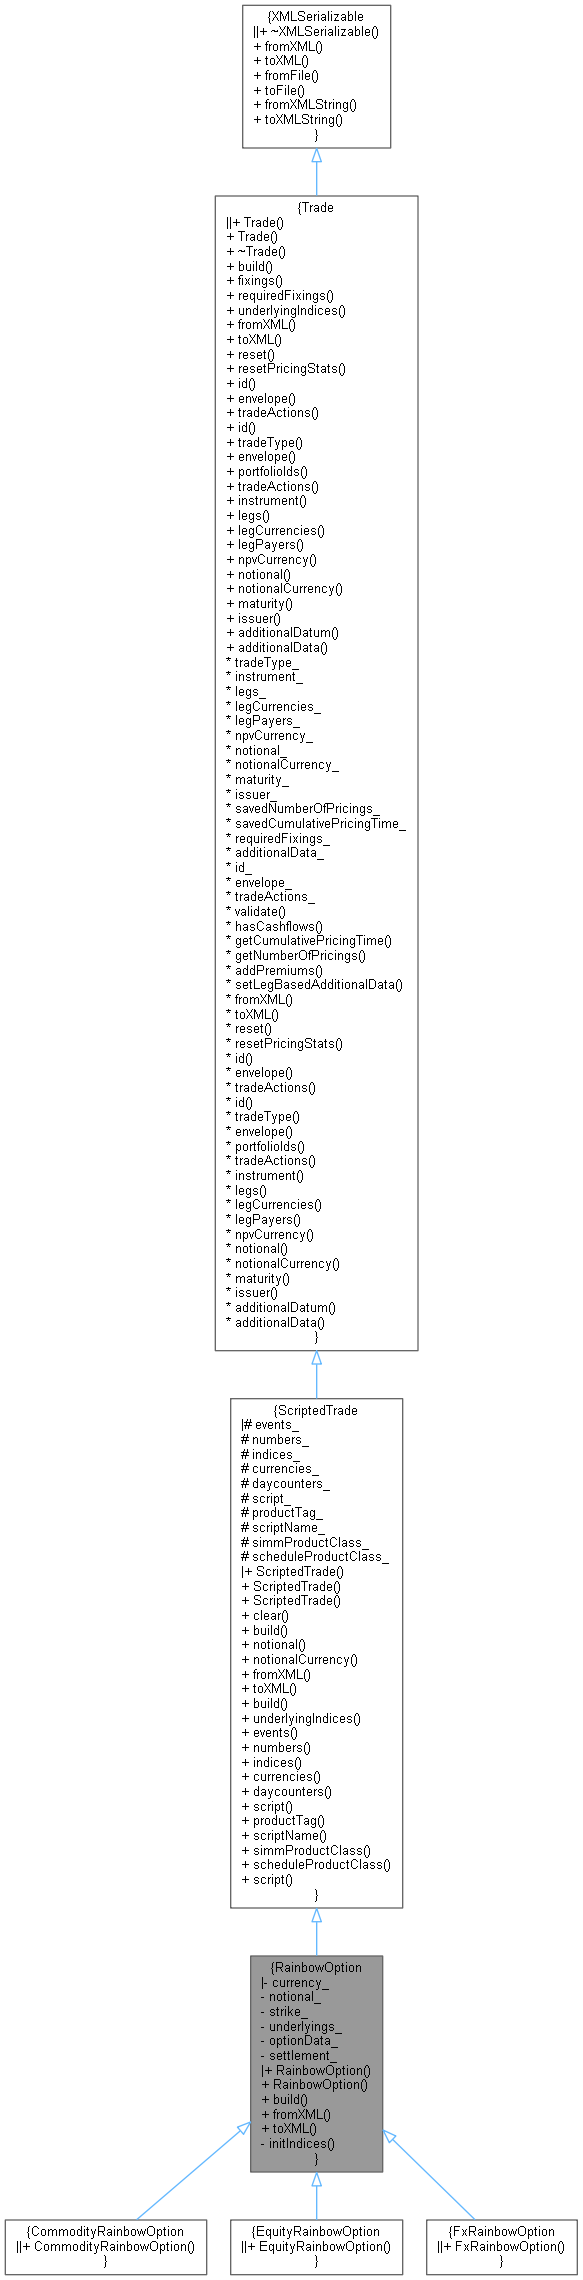 {XMLSerializable
||+ ~XMLSerializable()
+ fromXML()
+ toXML()
+ fromFile()
+ toFile()
+ fromXMLString()
+ toXMLString()
}
{Trade
||+ Trade()
+ Trade()
+ ~Trade()
+ build()
+ fixings()
+ requiredFixings()
+ underlyingIndices()
+ fromXML()
+ toXML()
+ reset()
+ resetPricingStats()
+ id()
+ envelope()
+ tradeActions()
+ id()
+ tradeType()
+ envelope()
+ portfolioIds()
+ tradeActions()
+ instrument()
+ legs()
+ legCurrencies()
+ legPayers()
+ npvCurrency()
+ notional()
+ notionalCurrency()
+ maturity()
+ issuer()
+ additionalDatum()
+ additionalData()
* tradeType_
* instrument_
* legs_
* legCurrencies_
* legPayers_
* npvCurrency_
* notional_
* notionalCurrency_
* maturity_
* issuer_
* savedNumberOfPricings_
* savedCumulativePricingTime_
* requiredFixings_
* additionalData_
* id_
* envelope_
* tradeActions_
* validate()
* hasCashflows()
* getCumulativePricingTime()
* getNumberOfPricings()
* addPremiums()
* setLegBasedAdditionalData()
* fromXML()
* toXML()
* reset()
* resetPricingStats()
* id()
* envelope()
* tradeActions()
* id()
* tradeType()
* envelope()
* portfolioIds()
* tradeActions()
* instrument()
* legs()
* legCurrencies()
* legPayers()
* npvCurrency()
* notional()
* notionalCurrency()
* maturity()
* issuer()
* additionalDatum()
* additionalData()
}
{ScriptedTrade
|# events_
# numbers_
# indices_
# currencies_
# daycounters_
# script_
# productTag_
# scriptName_
# simmProductClass_
# scheduleProductClass_
|+ ScriptedTrade()
+ ScriptedTrade()
+ ScriptedTrade()
+ clear()
+ build()
+ notional()
+ notionalCurrency()
+ fromXML()
+ toXML()
+ build()
+ underlyingIndices()
+ events()
+ numbers()
+ indices()
+ currencies()
+ daycounters()
+ script()
+ productTag()
+ scriptName()
+ simmProductClass()
+ scheduleProductClass()
+ script()
}
{RainbowOption
|- currency_
- notional_
- strike_
- underlyings_
- optionData_
- settlement_
|+ RainbowOption()
+ RainbowOption()
+ build()
+ fromXML()
+ toXML()
- initIndices()
}
{CommodityRainbowOption
||+ CommodityRainbowOption()
}
{EquityRainbowOption
||+ EquityRainbowOption()
}
{FxRainbowOption
||+ FxRainbowOption()
}